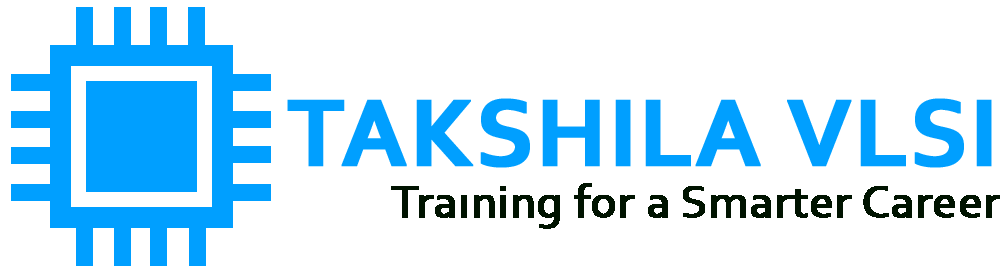 TAKSHILA VLSI
Training for a Smarter Career